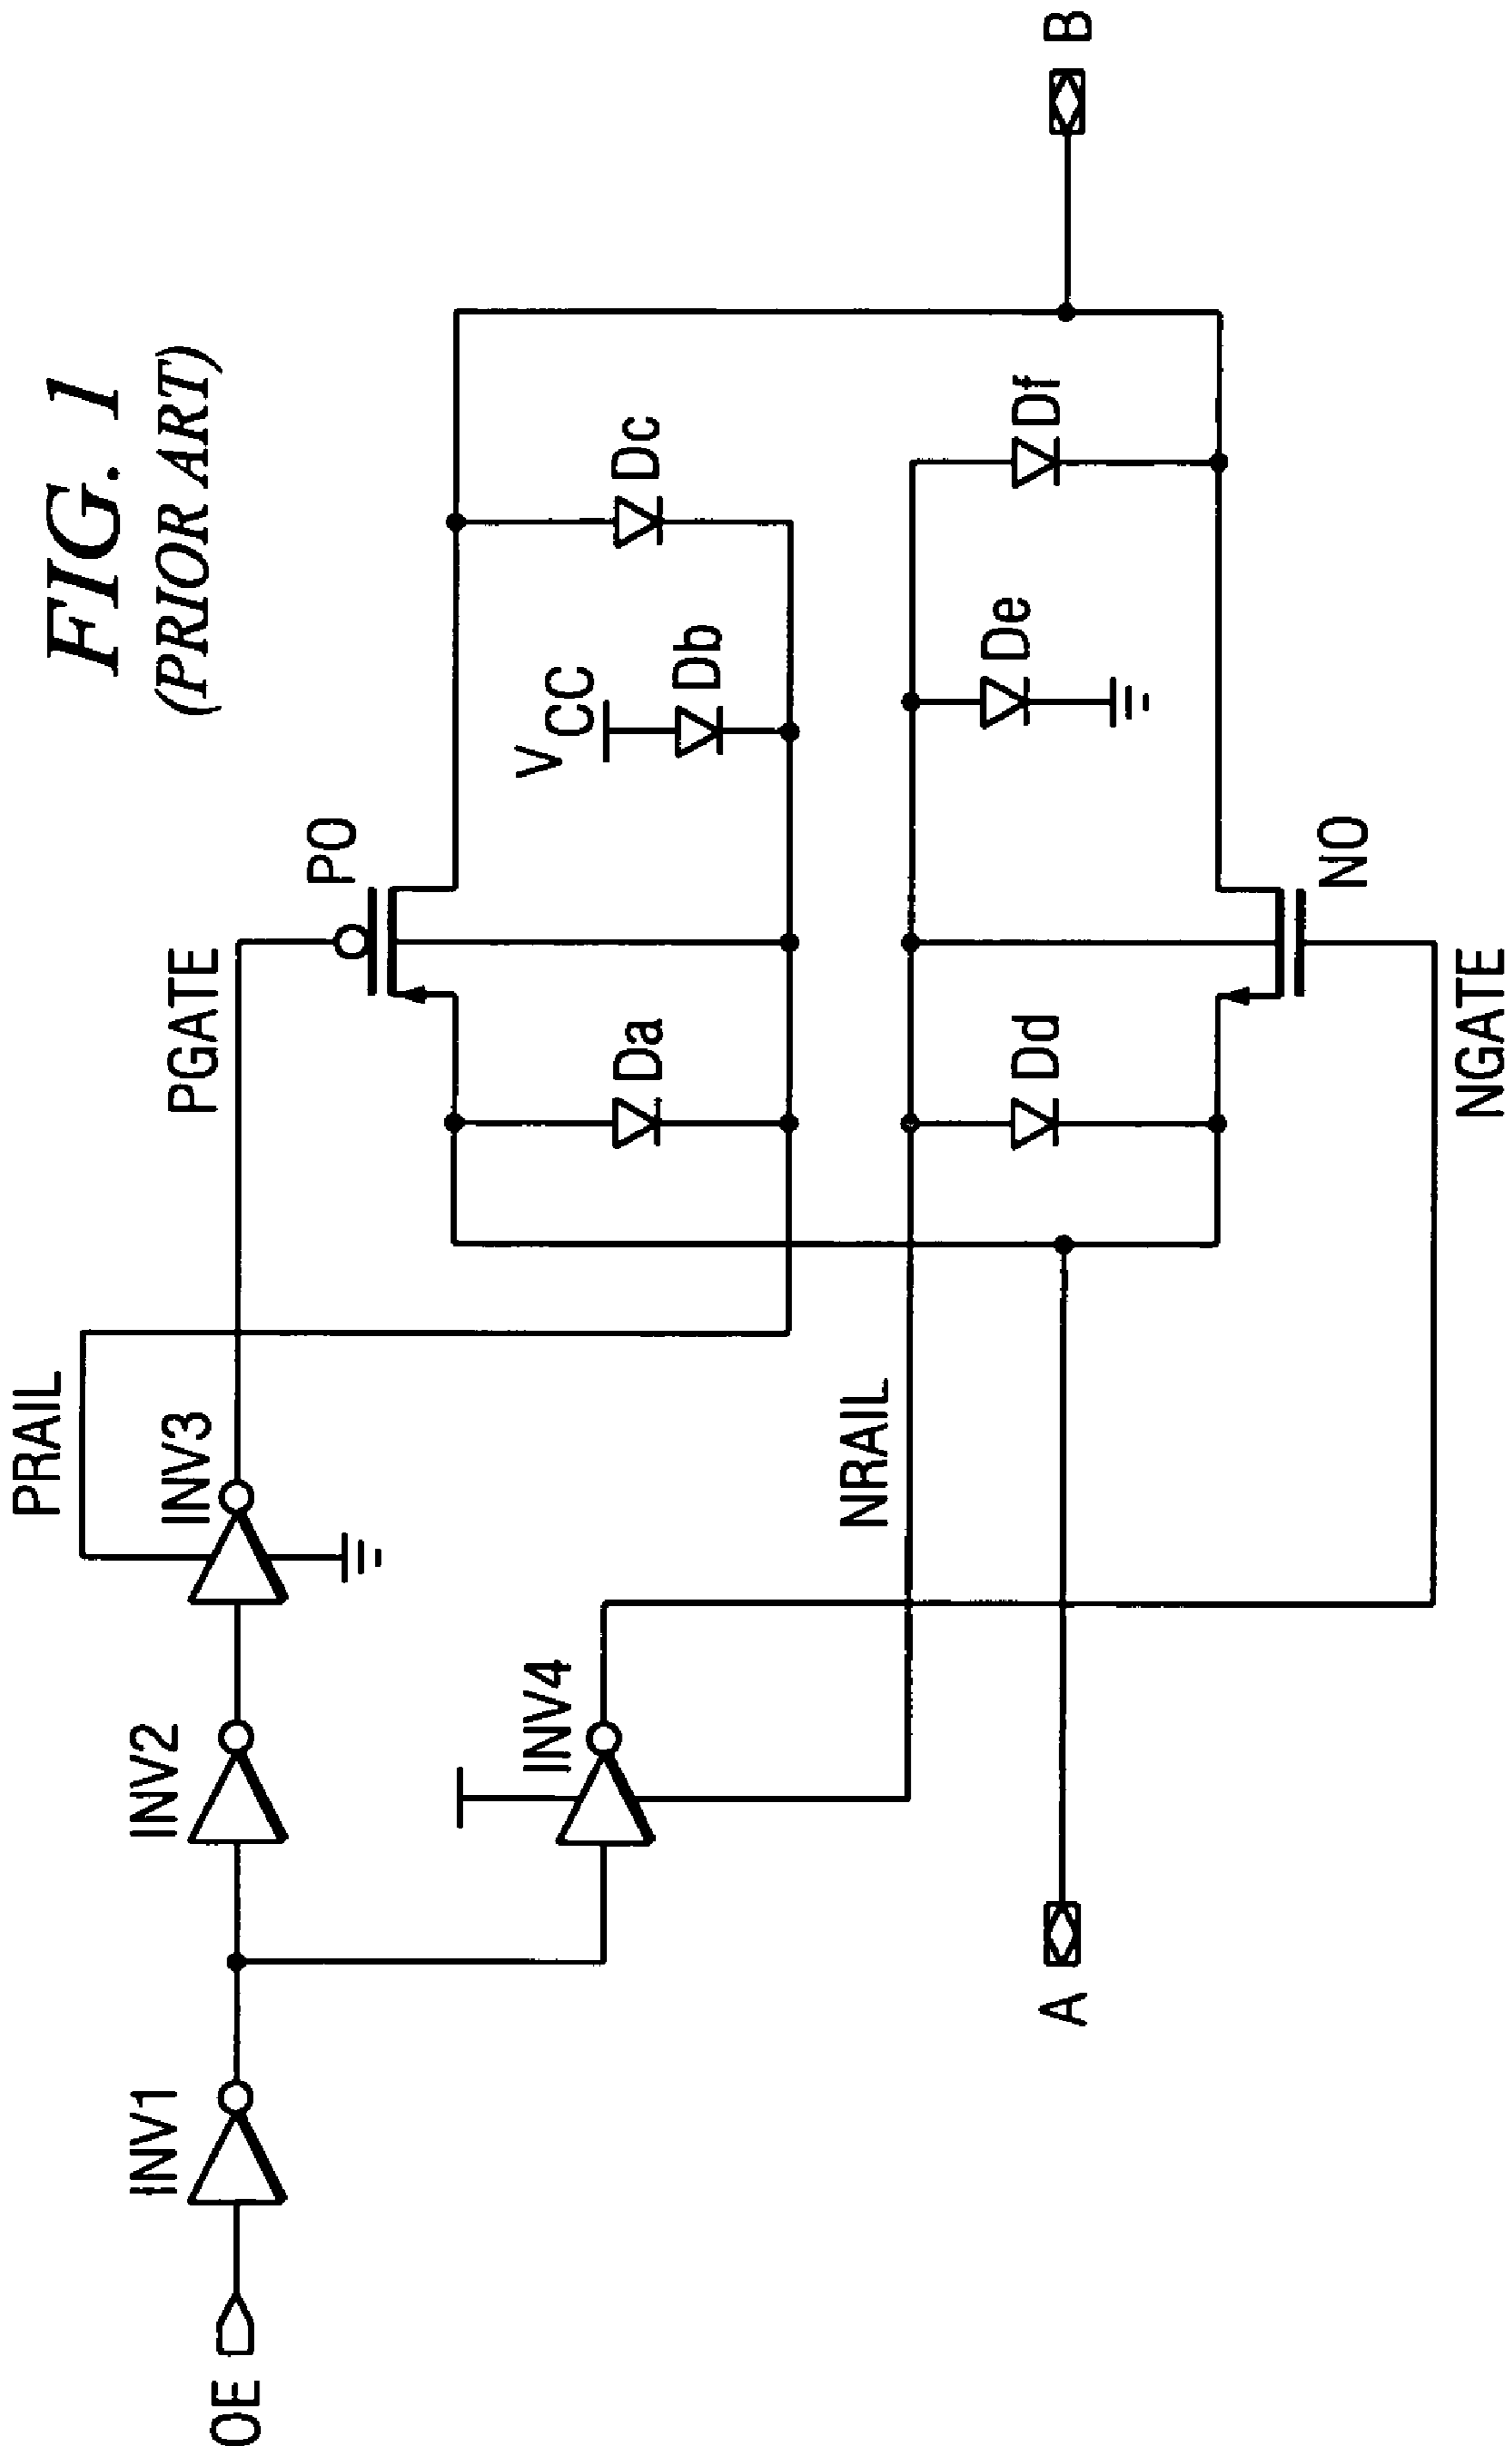 FIG. 1
(PRIOR ART)
PRAIL
PGATE
PO
INV1
INV2
INV3
OE
VCC
Da
Db
Dc
INV4
NRAIL
Dd
De
Df
A
B
NO
NGATE